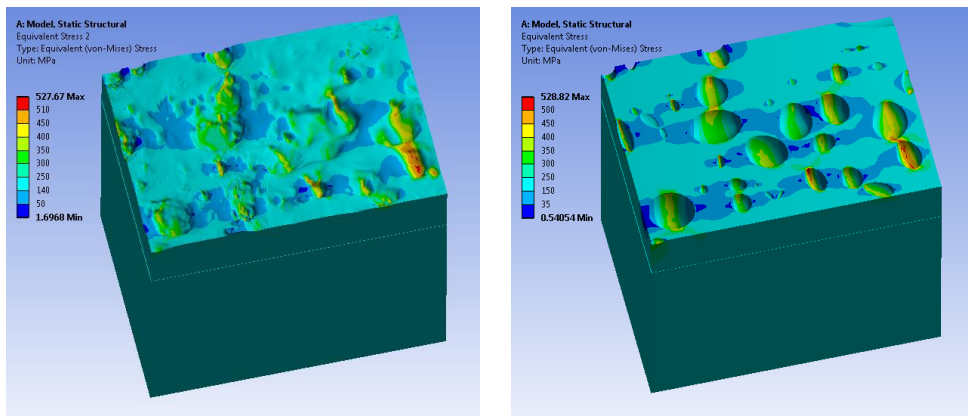 A: Model, Static Structural
Equivalent Stress 2
Type: Equivalent (von-Mises) Stress
Unit: MPa
527.67 Max
510
450
400
350
300
250
150
50
1.6968 Min
A: Model, Static Structural
Equivalent Stress
Type: Equivalent (von-Mises) Stress
Unit: MPa
528.82 Max
500
450
400
350
300
250
150
35
0.54054 Min